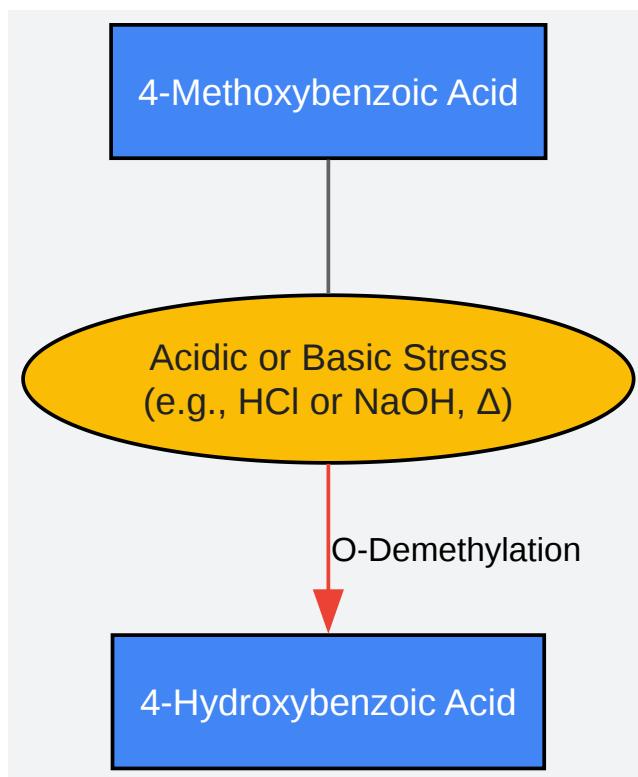 4-Methoxybenzoic Acid
Acidic or Basic Stress
(e.g., HCl or NaOH, Δ)
O-Demethylation
4-Hydroxybenzoic Acid